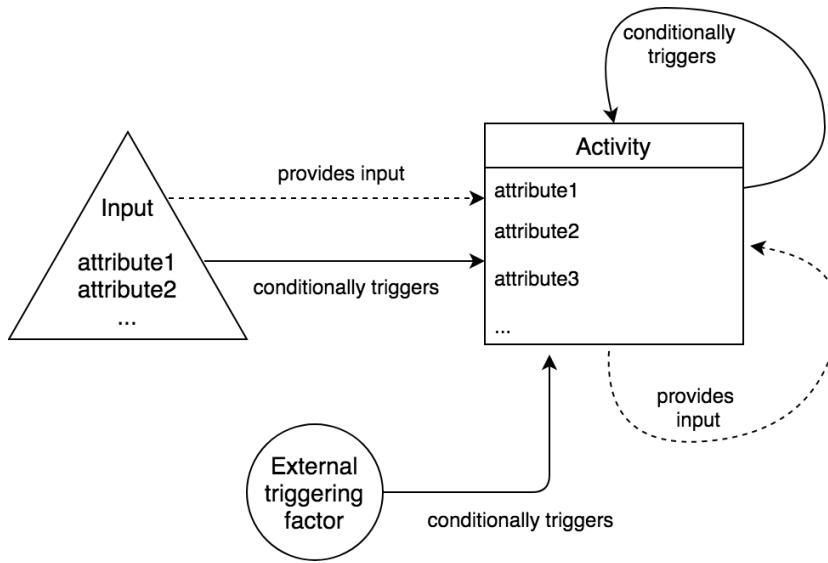 conditionally
triggers
Activity
provides input
Input
attribute1
attribute2
...
attribute1
attribute2
attribute3
...
conditionally triggers
provides
input
External
triggering
factor
conditionally triggers